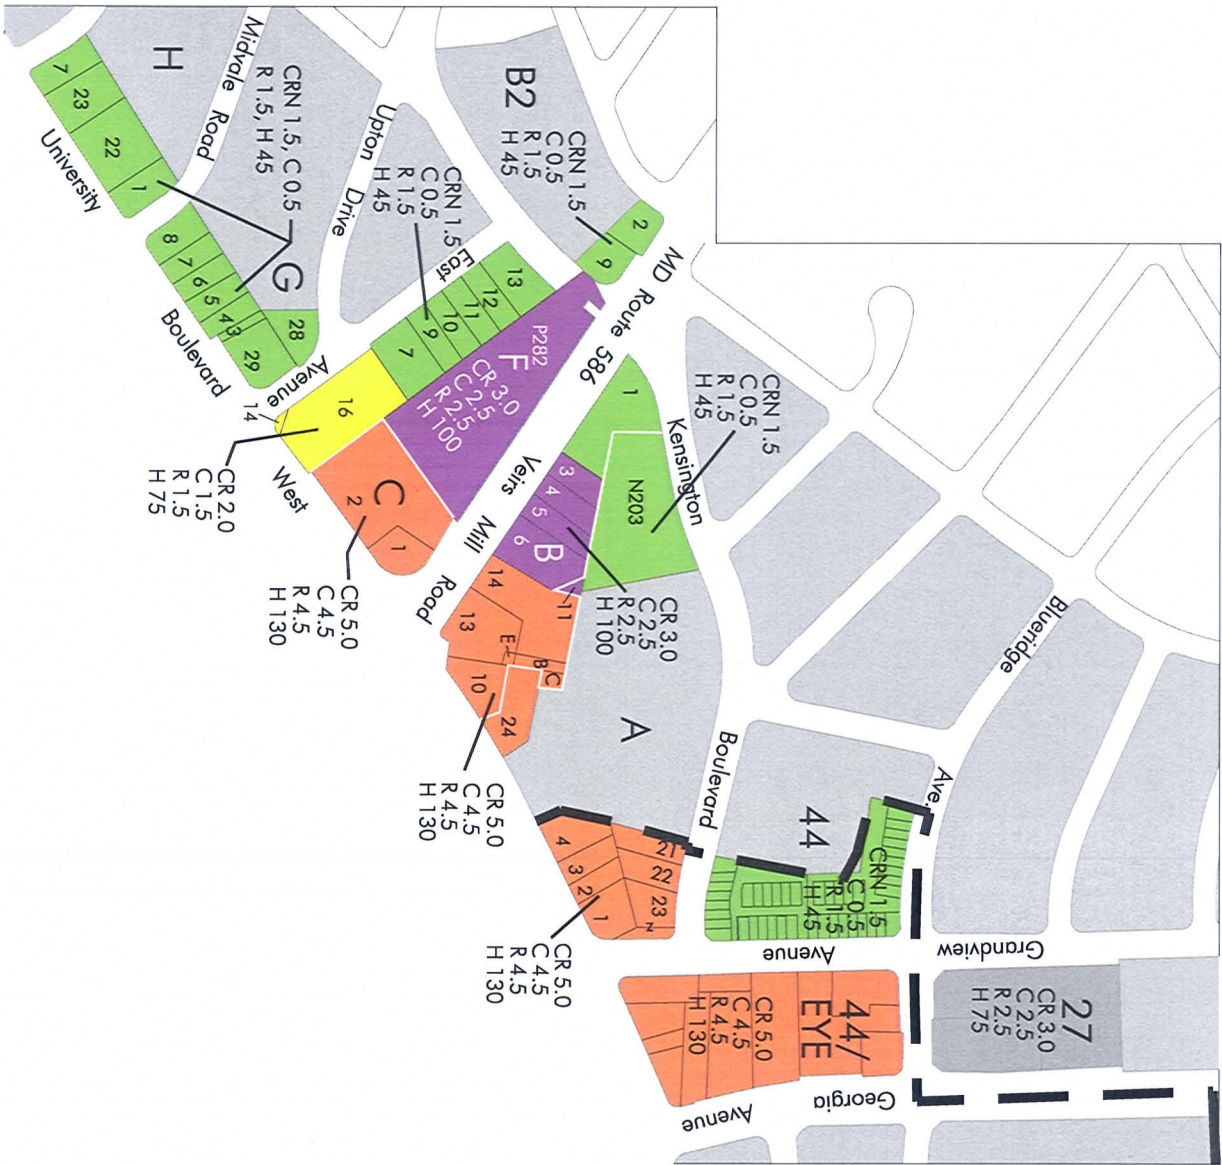 H
Midvale Road
CRN 1.5, C 0.5
R 1.5, H 45
7
23
22
1
University
Boulevard
8
7
6
5
4
3
29
28
G
Upton Drive
B2
CRN 1.5
C 0.5
R 1.5
H 45
2
9
CRN 1.5
C 0.5
R 1.5
H 45
East
Avenue
13
12
11
10
9
7
P282
F
CR 3.0
C 2.5
R 2.5
H 100
MD Route 586
16
14
CR 2.0
C 1.5
R 1.5
H 75
West
C
2
1
CR 5.0
C 4.5
R 4.5
H 130
Veirs Mill Road
1
N203
Kensington
Boulevard
CRN 1.5
C 0.5
R 1.5
H 45
3
4
5
6
B
11
CR 3.0
C 2.5
R 2.5
H 100
14
13
E
B
C
10
24
CR 5.0
C 4.5
R 4.5
H 130
A
Blueridge
Ave.
44
CRN 1.5
C 0.5
R 1.5
H 45
21
22
23
N
4
3
2
1
CR 5.0
C 4.5
R 4.5
H 130
Grandview
Avenue
44/
EYE
CR 5.0
C 4.5
R 4.5
H 130
27
CR 3.0
C 2.5
R 2.5
H 75
Georgia
Avenue